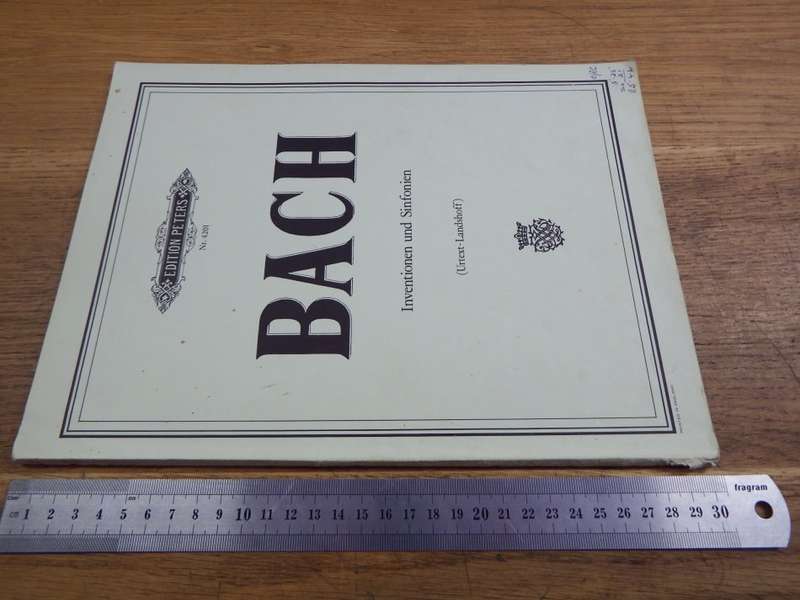 EDITION PETERS
Nr. 4201
BACH
Inventionen und Sinfonien
(Urtext-Landshoff)
fragram
cm 1 2 3 4 5 6 7 8 9 10 11 12 13 14 15 16 17 18 19 20 21 22 23 24 25 26 27 28 29 30